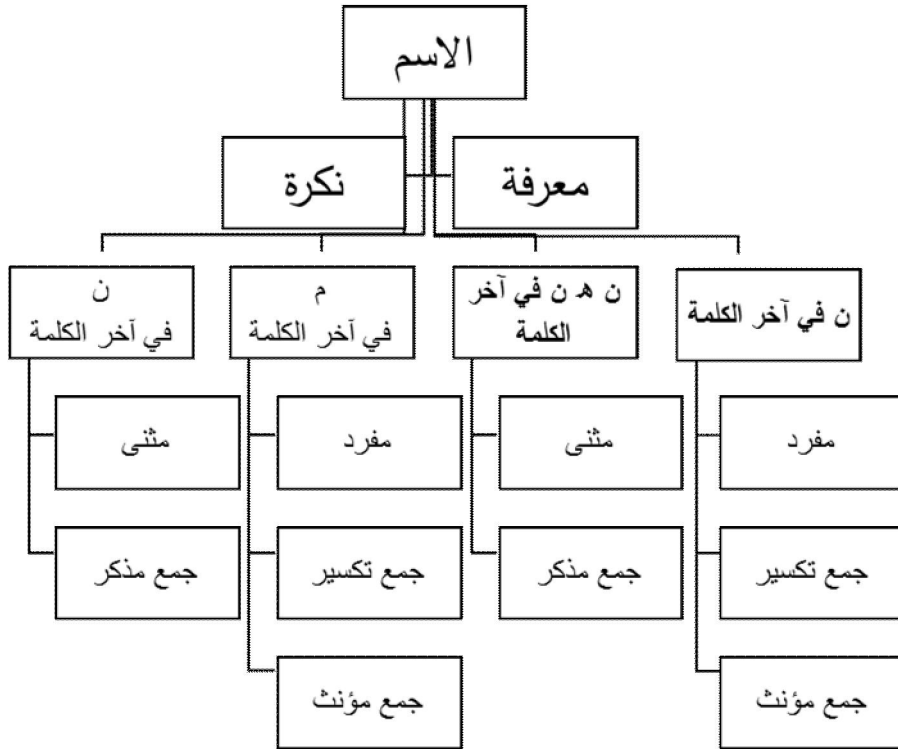 الاسم
معرفة
نكرة
ن في آخر الكلمة
ن ه ن في آخر
الكلمة
م
في آخر الكلمة
ن
في آخر الكلمة
مفرد
مثنى
مفرد
مثنى
جمع تكسير
جمع مذكر
جمع تكسير
جمع مذكر
جمع مؤنث
جمع مؤنث